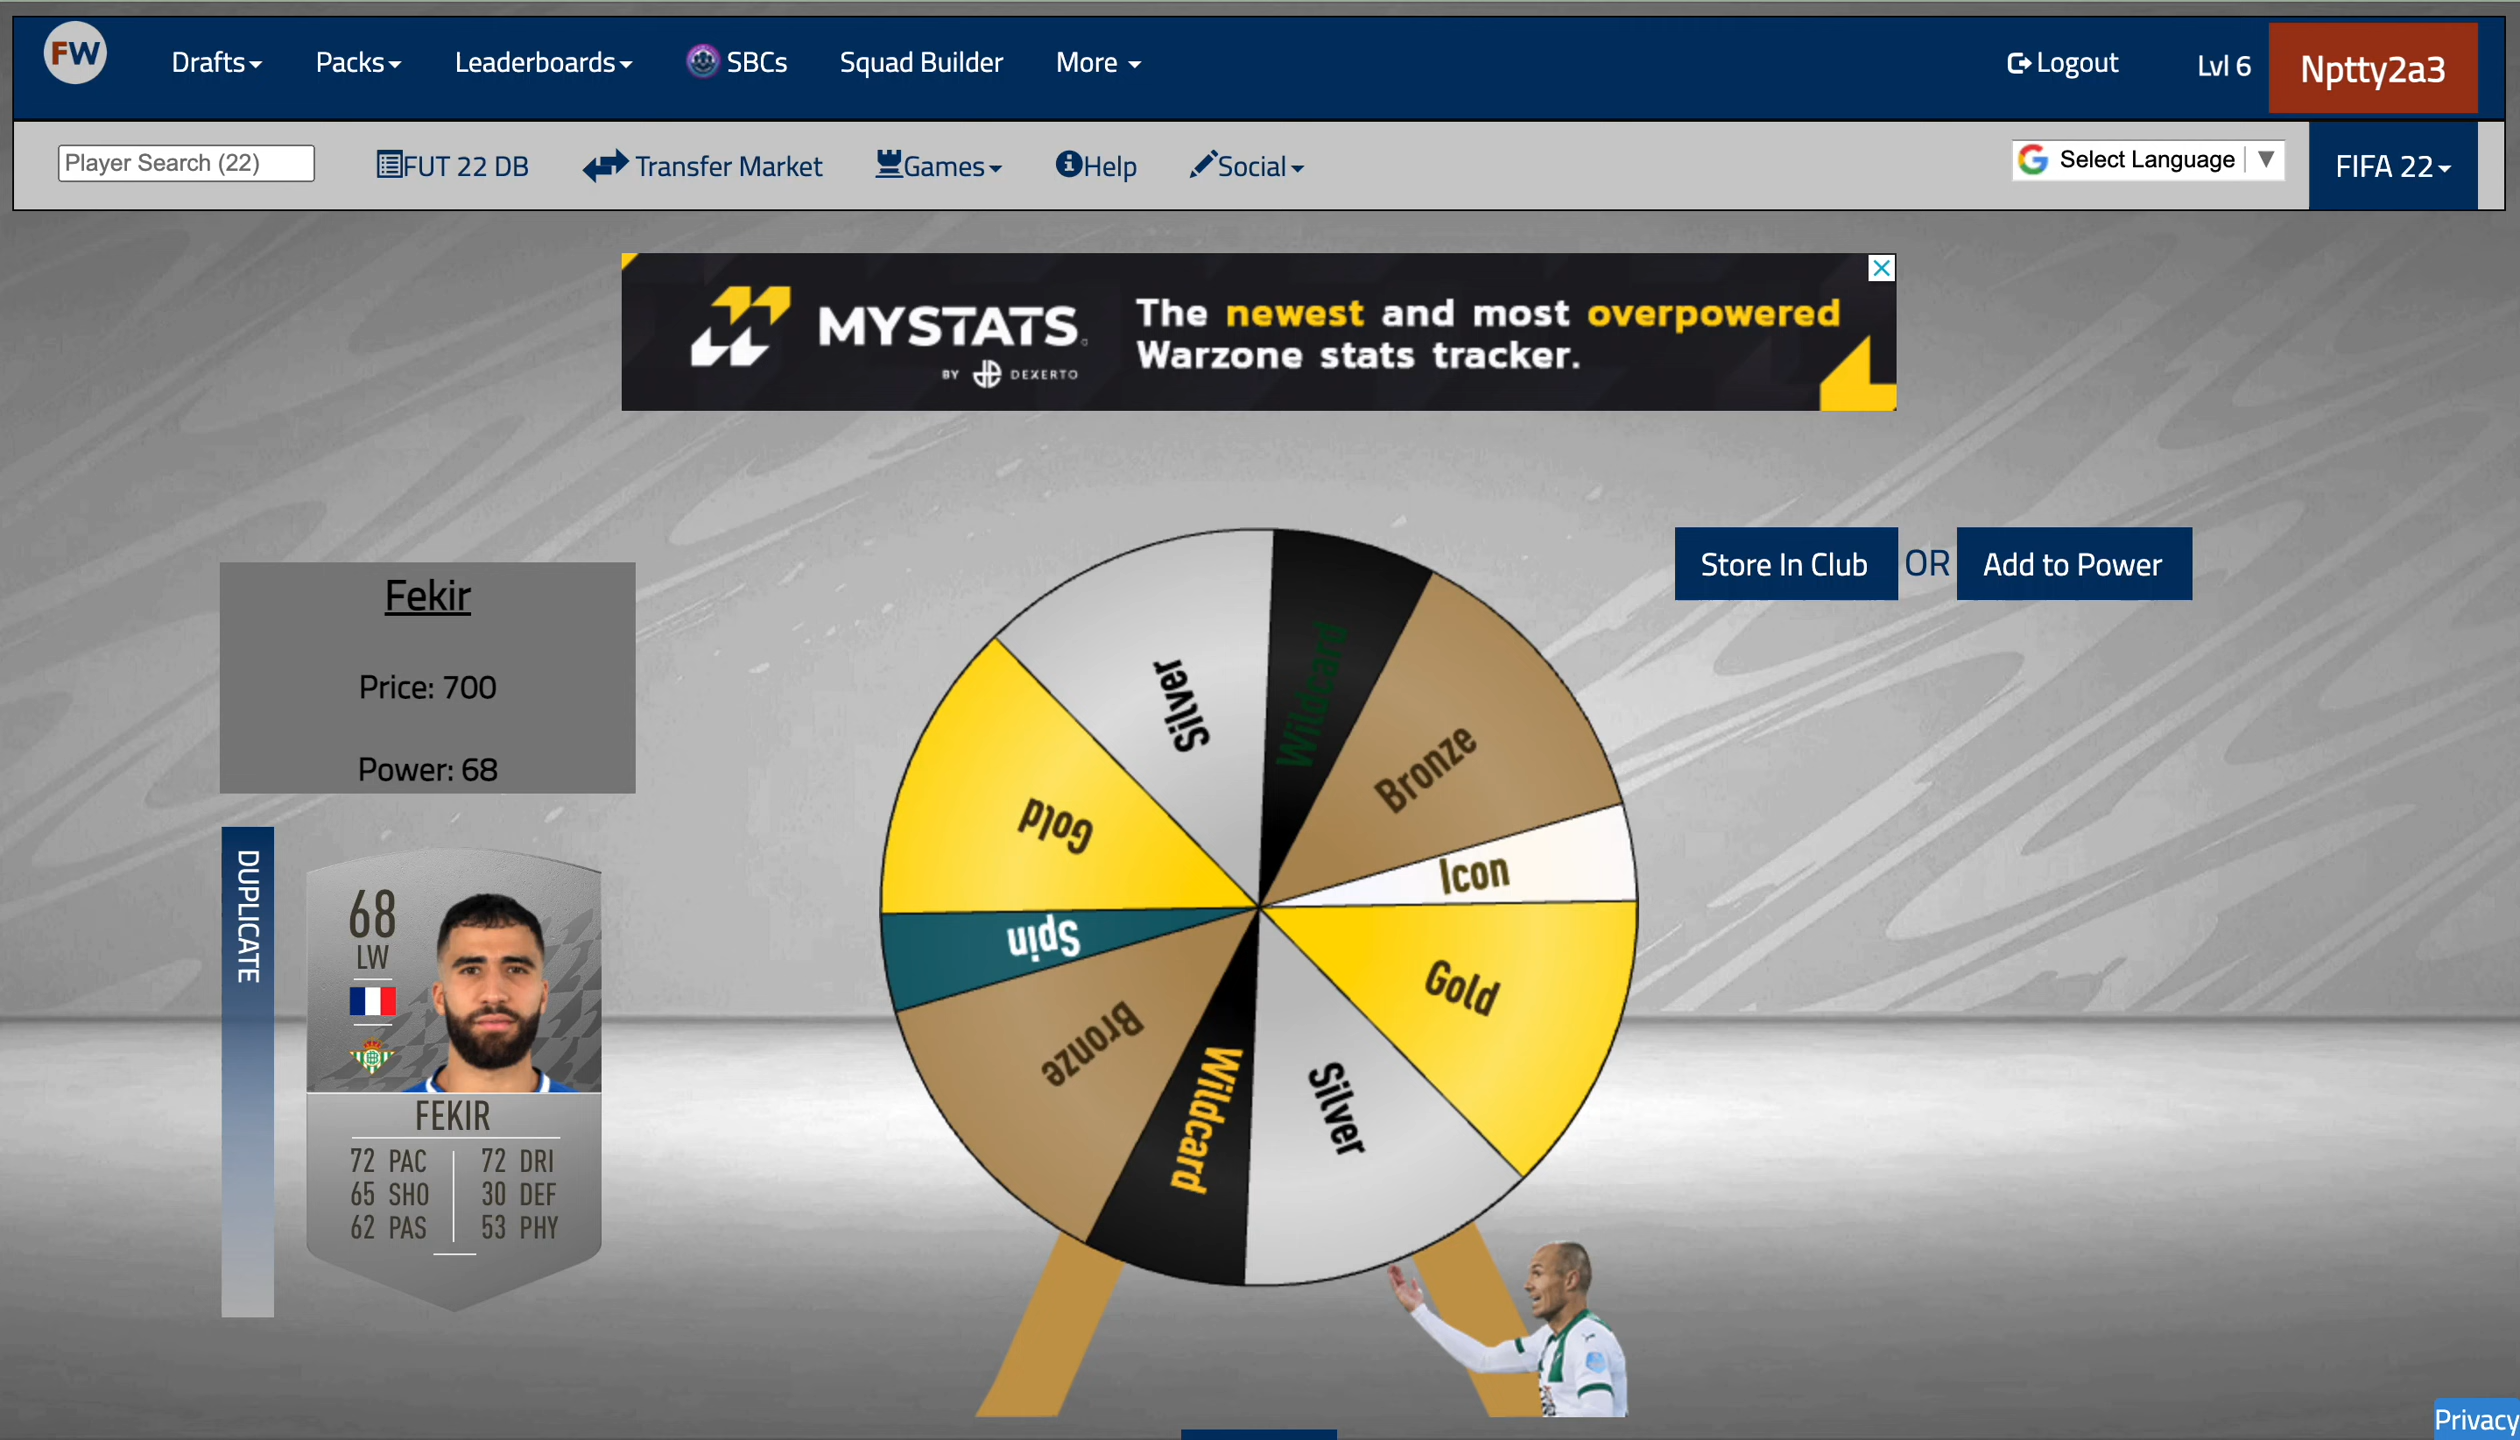 FW
Drafts
Packs
Leaderboards
SBCs
Squad Builder
More
Logout
Lvl 6
Nptty2a3
Player Search (22)
FUT 22 DB
Transfer Market
Games
Help
Social
Select Language
FIFA 22
MYSTATS
BY DEXERTO
The newest and most overpowered
Warzone stats tracker.
Store In Club OR Add to Power
Fekir
Price: 700
Power: 68
DUPLICATE
68
LW
FEKIR
72 PAC 72 DRI
65 SHO 30 DEF
62 PAS 53 PHY
Silver
Wildcard
Bronze
Icon
Gold
Silver
Wildcard
Bronze
Spin
Gold
Privacy